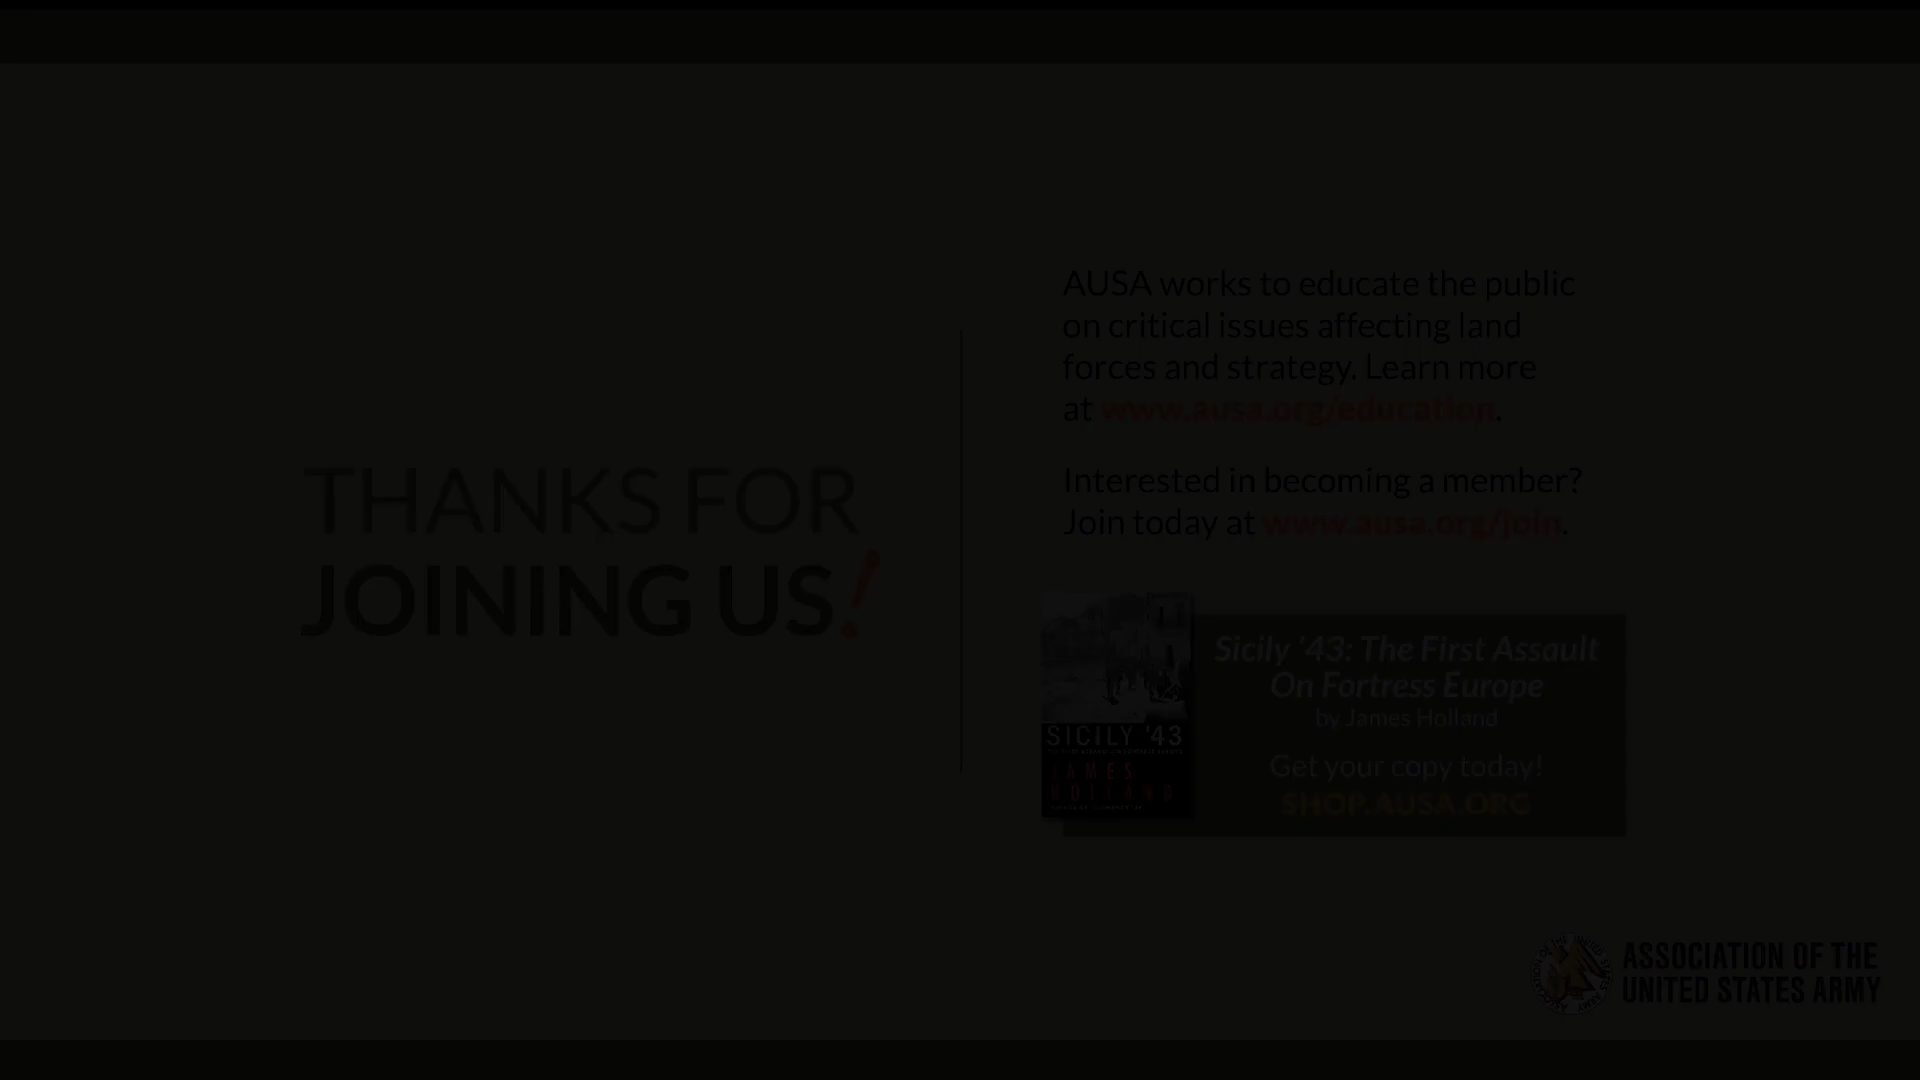 THANKS FOR
JOINING US!
AUSA works to educate the public
on critical issues affecting land
forces and strategy. Learn more
at www.ausa.org/education.
Interested in becoming a member?
Join today at www.ausa.org/join.
SICILY '43
JAMES
HOLLAND
Sicily '43: The First Assault
On Fortress Europe
by James Holland
Get your copy today!
SHOP.AUSA.ORG
ASSOCIATION OF THE
UNITED STATES ARMY